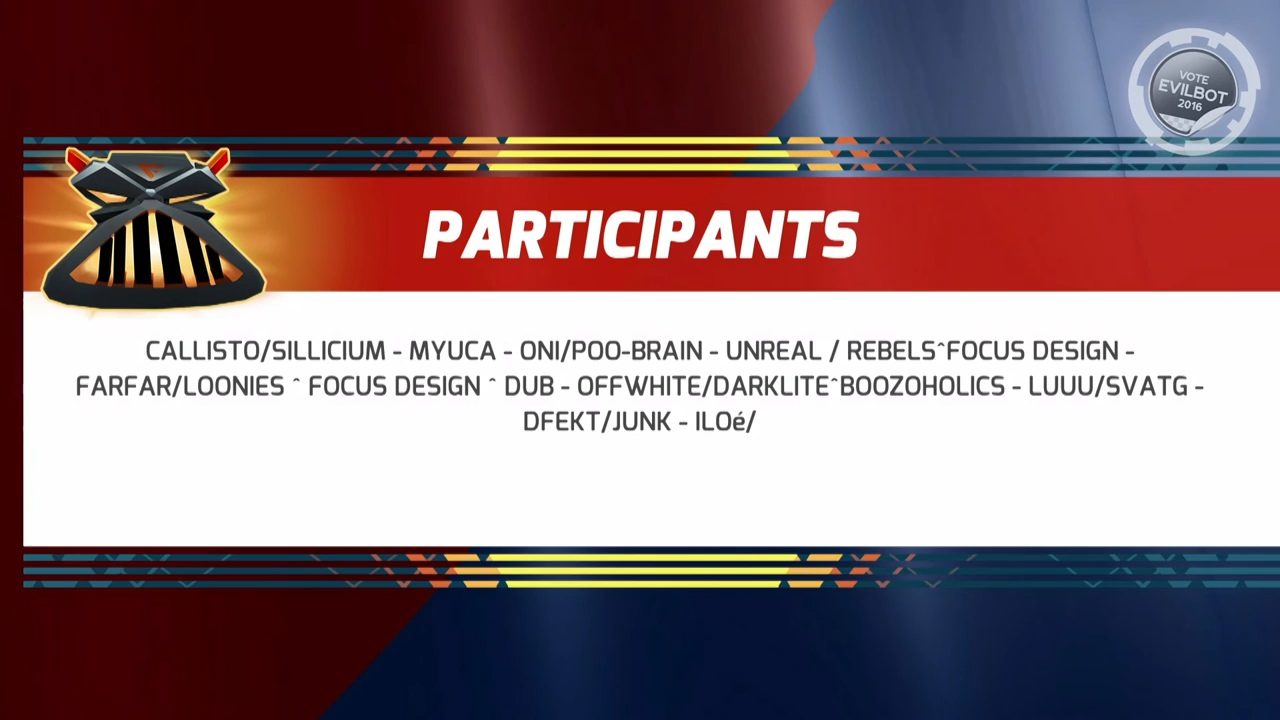 VOTE
EVILBOT
2016
PARTICIPANTS
CALLISTO/SILLICIUM - MYUCA - ONI/POO-BRAIN - UNREAL / REBELS^FOCUS DESIGN -
FARFAR/LOONIES ^ FOCUS DESIGN ^ DUB - OFFWHITE/DARKLITE^BOOZOHOLICS - LUUU/SVATG -
DFEKT/JUNK - ILOé/